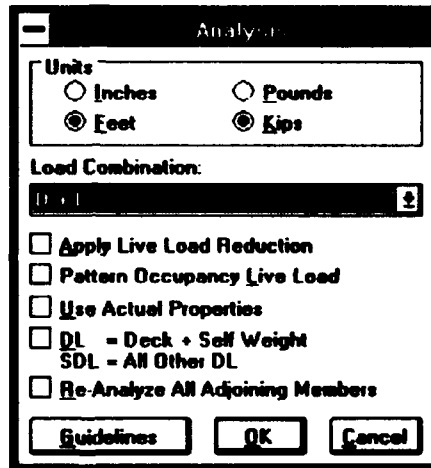 Analysis
Units
Inches Pounds
Feet Kips
Load Combination:
D + L
Apply Live Load Reduction
Pattern Occupancy Live Load
Use Actual Properties
DL = Deck + Self Weight
SDL = All Other DL
Re-Analyze All Adjoining Members
Guidelines OK Cancel